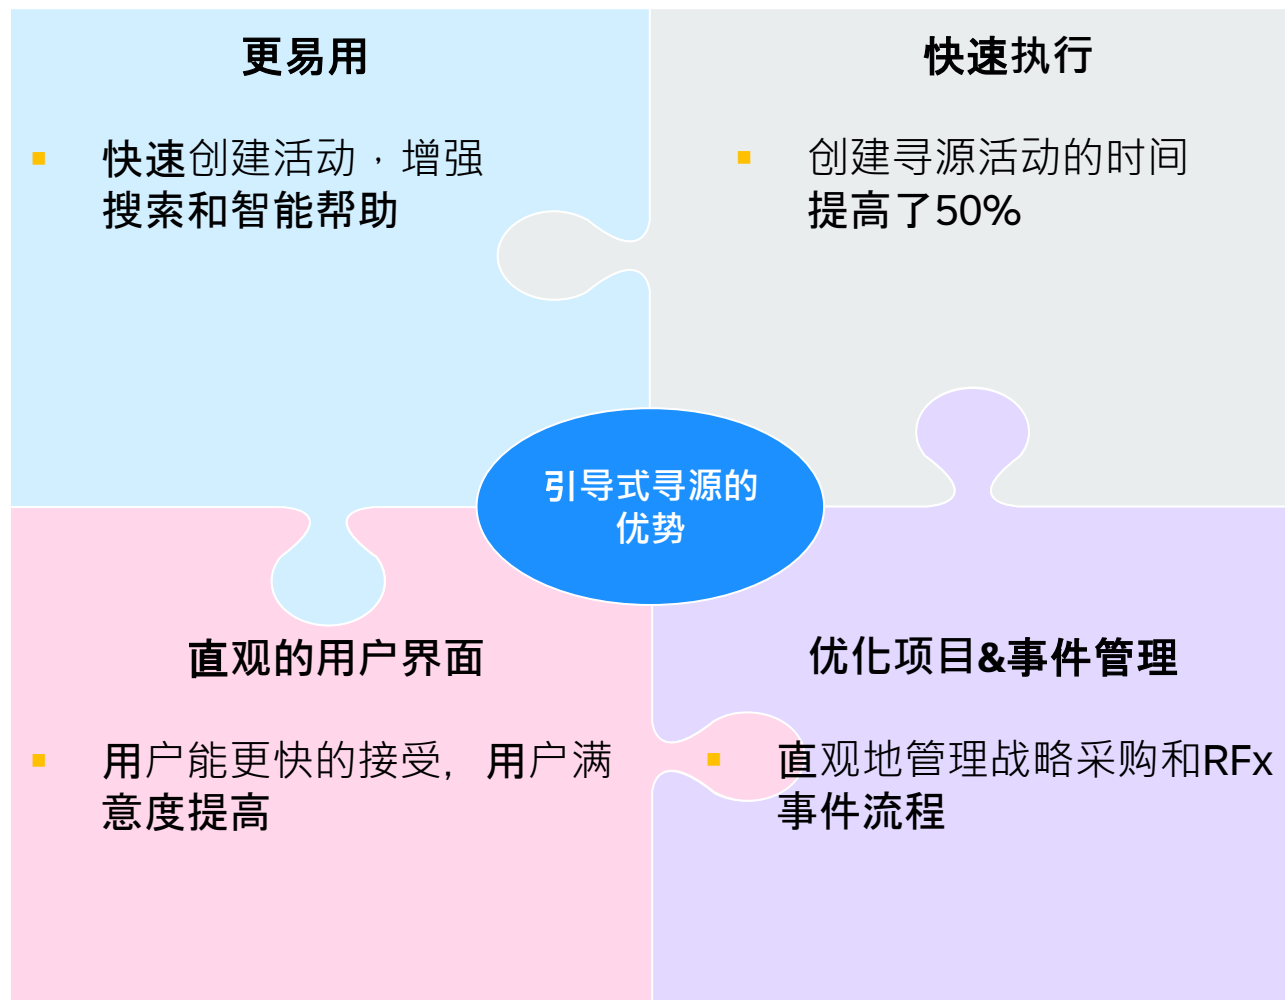 更易用
快速创建活动，增强
搜索和智能帮助
快速执行
创建寻源活动的时间
提高了50%
引导式寻源的
优势
直观的用户界面
用户能更快的接受，用户满
意度提高
优化项目&事件管理
直观地管理战略采购和RFx
事件流程